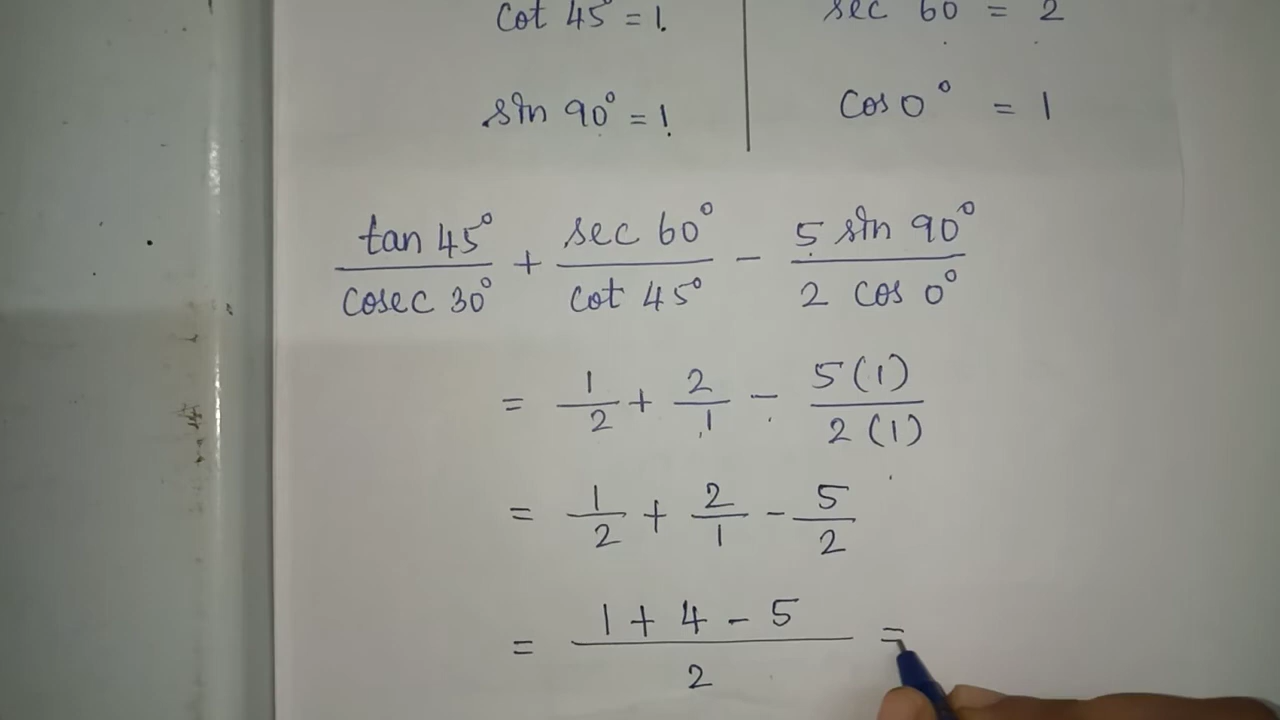 cot 45° = 1. sec 60 = 2
sin 90° = 1. cos 0° = 1
tan 45° / cosec 30° + sec 60° / cot 45° - 5 sin 90° / 2 cos 0°
= 1/2 + 2/1 - 5(1) / 2(1)
= 1/2 + 2/1 - 5/2
= 1 + 4 - 5 / 2 =